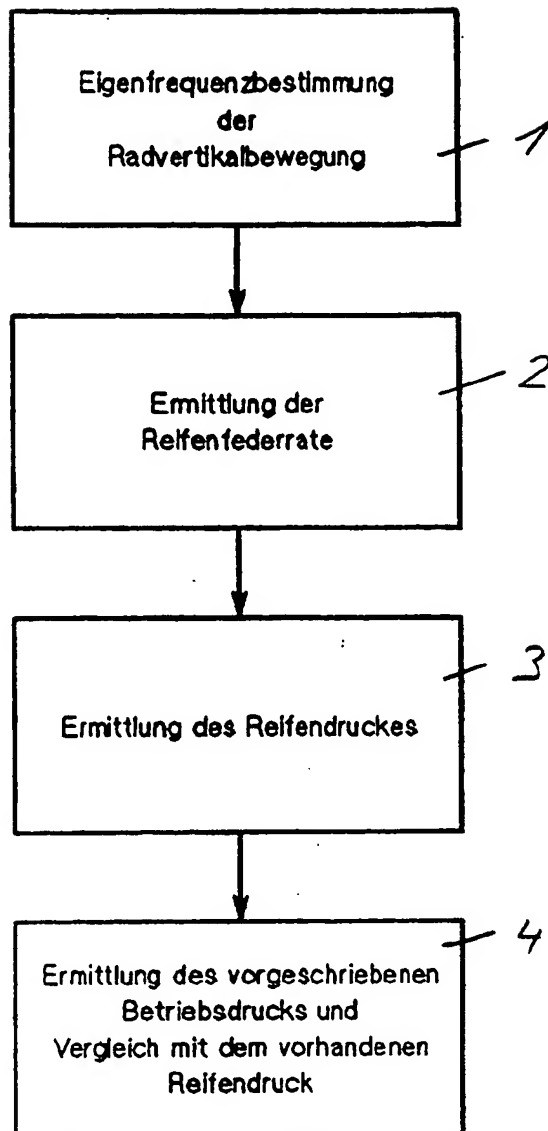 Eigenfrequenzbestimmung
der
Radvertikalbewegung
1
2
Ermittlung der
Reifenfederrate
3
Ermittlung des Reifendruckes
4
Ermittlung des vorgeschriebenen
Betriebsdrucks und
Vergleich mit dem vorhandenen
Reifendruck